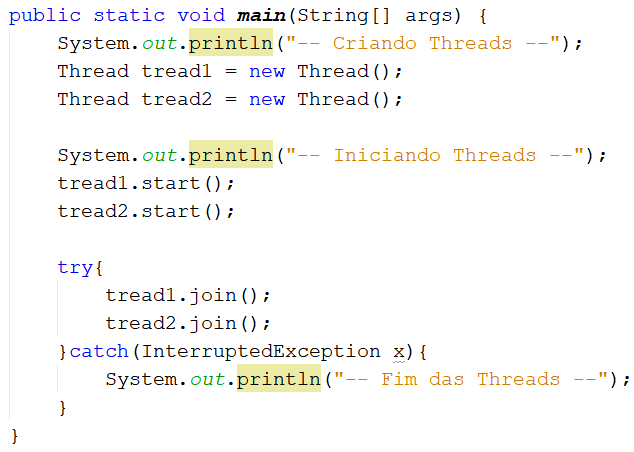 public static void main(String[] args) {
    System.out.println("-- Criando Threads --");
    Thread tread1 = new Thread();
    Thread tread2 = new Thread();

    System.out.println("-- Iniciando Threads --");
    tread1.start();
    tread2.start();

    try{
        tread1.join();
        tread2.join();
    }catch(InterruptedException x){
        System.out.println("-- Fim das Threads --");
    }
}